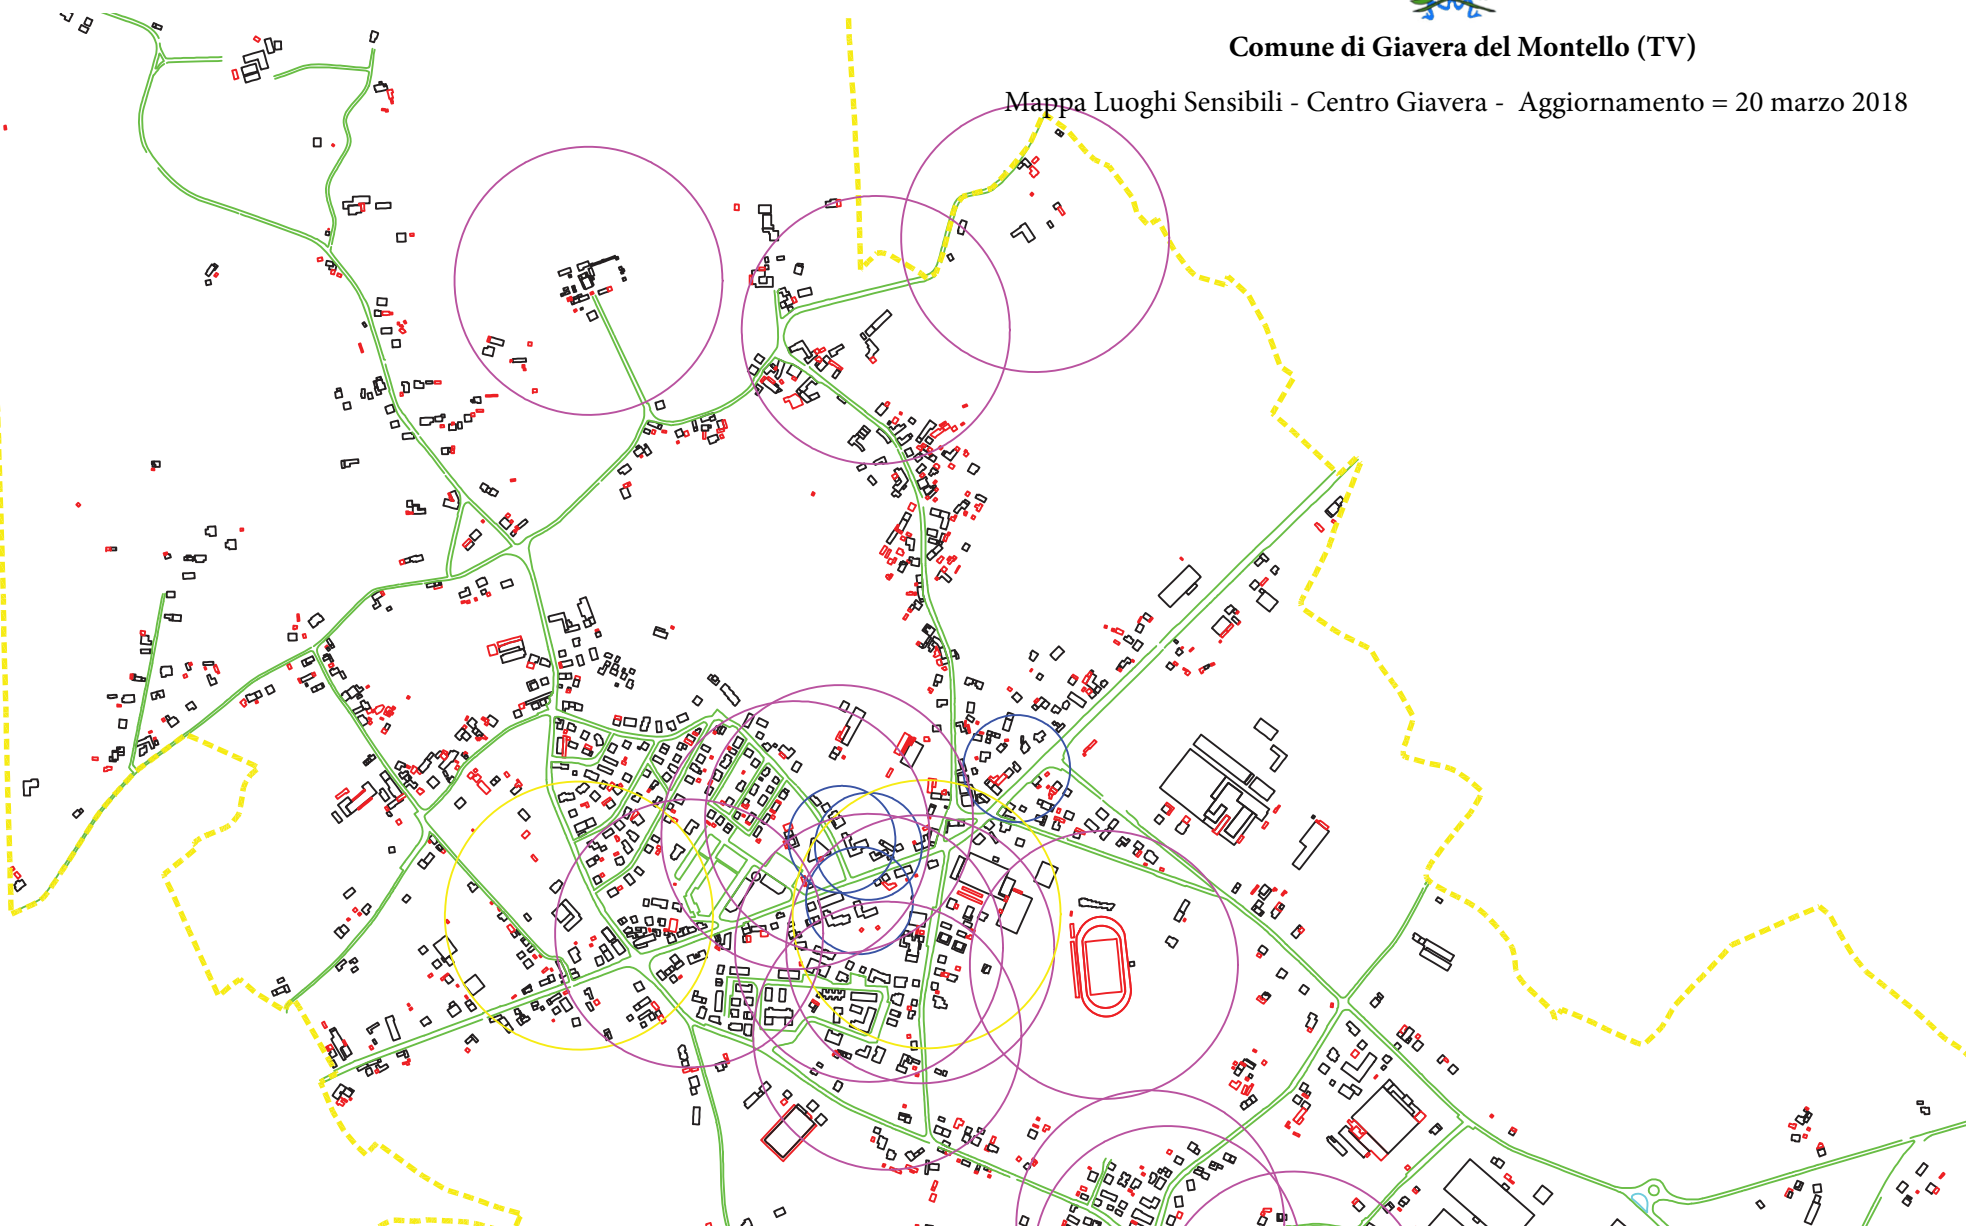 Comune di Giavera del Montello (TV)
Mappa Luoghi Sensibili - Centro Giavera - Aggiornamento = 20 marzo 2018